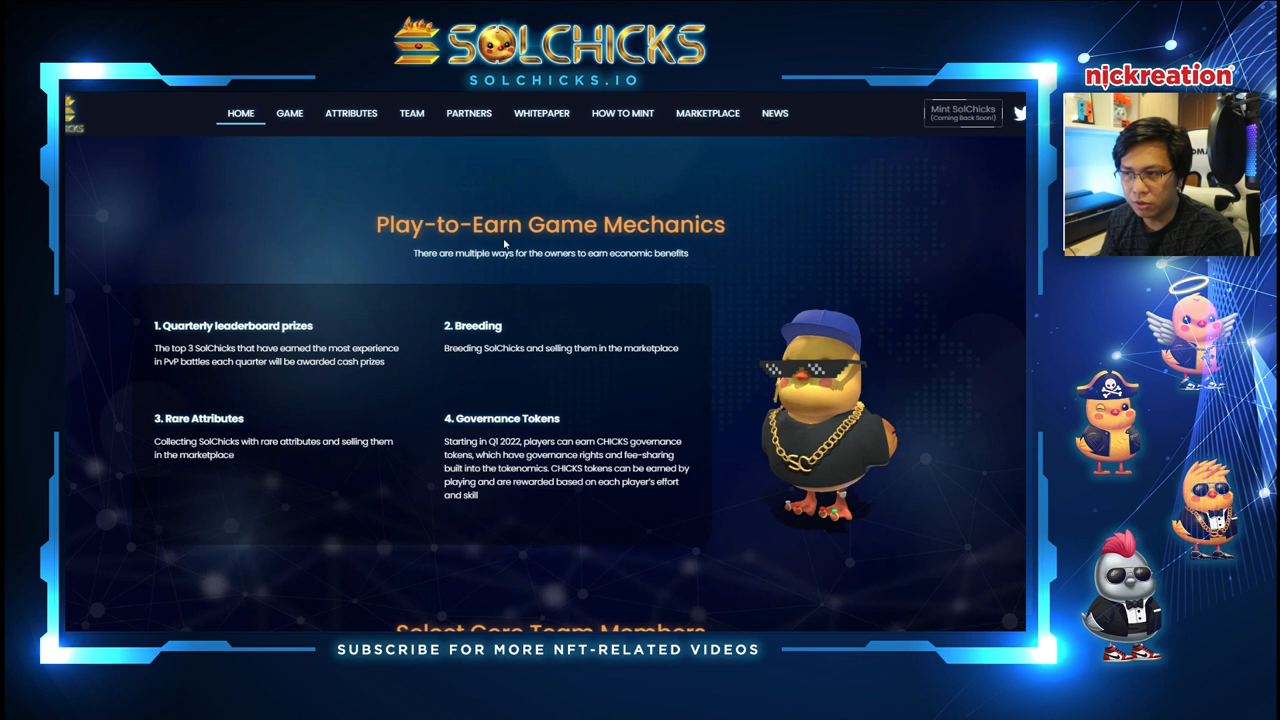 SOLCHICKS
SOLCHICKS.IO
nickreation
HOME GAME ATTRIBUTES TEAM PARTNERS WHITEPAPER HOW TO MINT MARKETPLACE NEWS
Mint SolChicks
(Coming Back Soon!)
Play-to-Earn Game Mechanics
There are multiple ways for the owners to earn economic benefits
1. Quarterly leaderboard prizes
The top 3 SolChicks that have earned the most experience
in PvP battles each quarter will be awarded cash prizes
2. Breeding
Breeding SolChicks and selling them in the marketplace
3. Rare Attributes
Collecting SolChicks with rare attributes and selling them
in the marketplace
4. Governance Tokens
Starting in Q1 2022, players can earn CHICKS governance
tokens, which have governance rights and fee-sharing
built into the tokenomics. CHICKS tokens can be earned by
playing and are rewarded based on each player's effort
and skill
Select Core Team Members
SUBSCRIBE FOR MORE NFT-RELATED VIDEOS